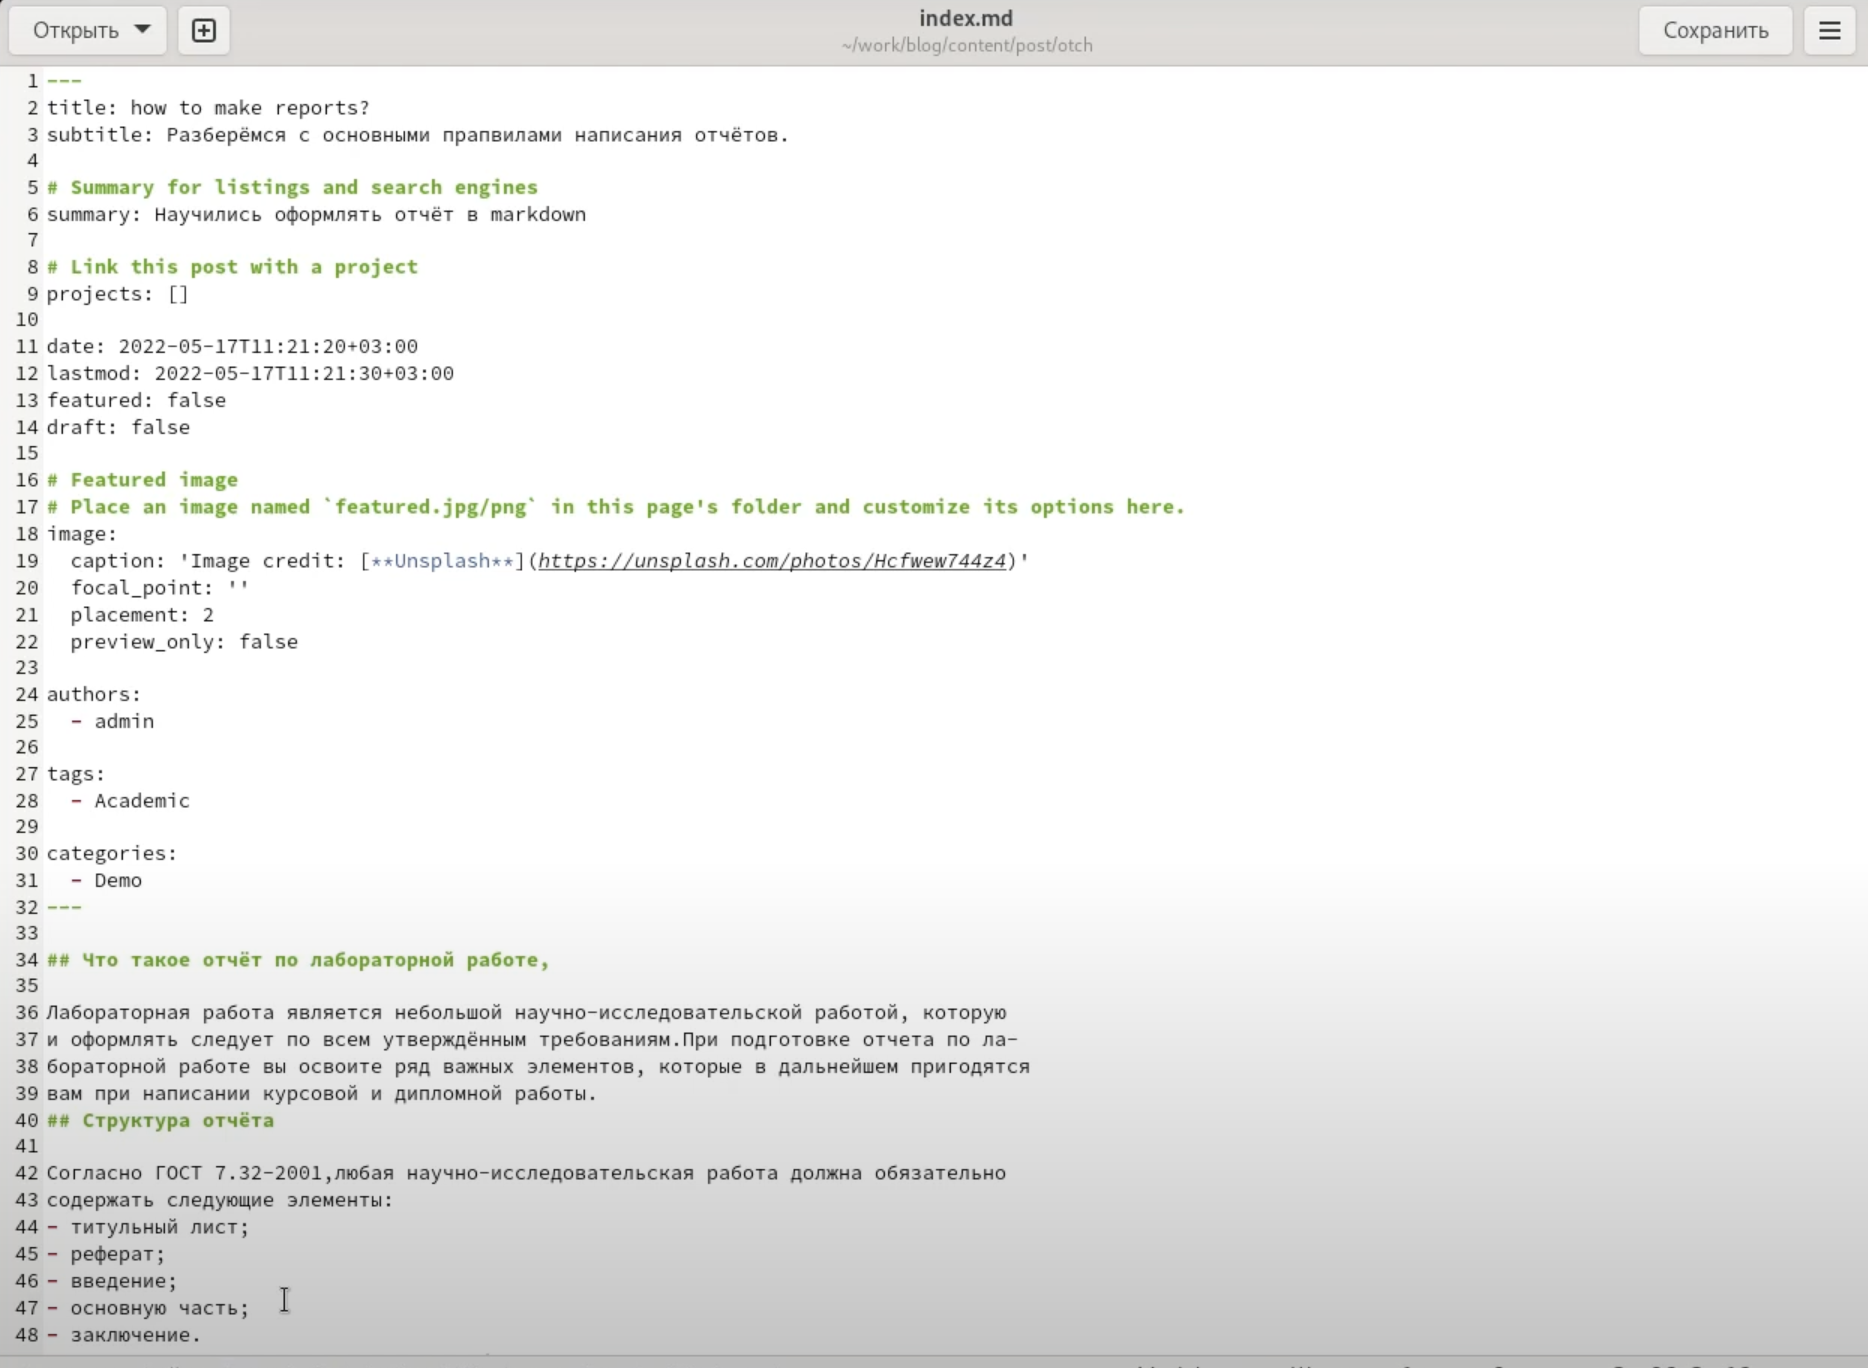 Открыть
index.md
~/work/blog/content/post/otch
Сохранить
1 ---
2 title: how to make reports?
3 subtitle: Разберёмся с основными прапвилами написания отчётов.
4
5 # Summary for listings and search engines
6 summary: Научились оформлять отчёт в markdown
7
8 # Link this post with a project
9 projects: []
10
11 date: 2022-05-17T11:21:20+03:00
12 lastmod: 2022-05-17T11:21:30+03:00
13 featured: false
14 draft: false
15
16 # Featured image
17 # Place an image named `featured.jpg/png` in this page's folder and customize its options here.
18 image:
19   caption: 'Image credit: [**Unsplash**](https://unsplash.com/photos/Hcfwew744z4)'
20   focal_point: ''
21   placement: 2
22   preview_only: false
23
24 authors:
25   - admin
26
27 tags:
28   - Academic
29
30 categories:
31   - Demo
32 ---
33
34 ## Что такое отчёт по лабораторной работе,
35
36 Лабораторная работа является небольшой научно-исследовательской работой, которую
37 и оформлять следует по всем утверждённым требованиям.При подготовке отчета по ла-
38 бораторной работе вы освоите ряд важных элементов, которые в дальнейшем пригодятся
39 вам при написании курсовой и дипломной работы.
40 ## Структура отчёта
41
42 Согласно ГОСТ 7.32-2001,любая научно-исследовательская работа должна обязательно
43 содержать следующие элементы:
44 - титульный лист;
45 - реферат;
46 - введение;
47 - основную часть;
48 - заключение.